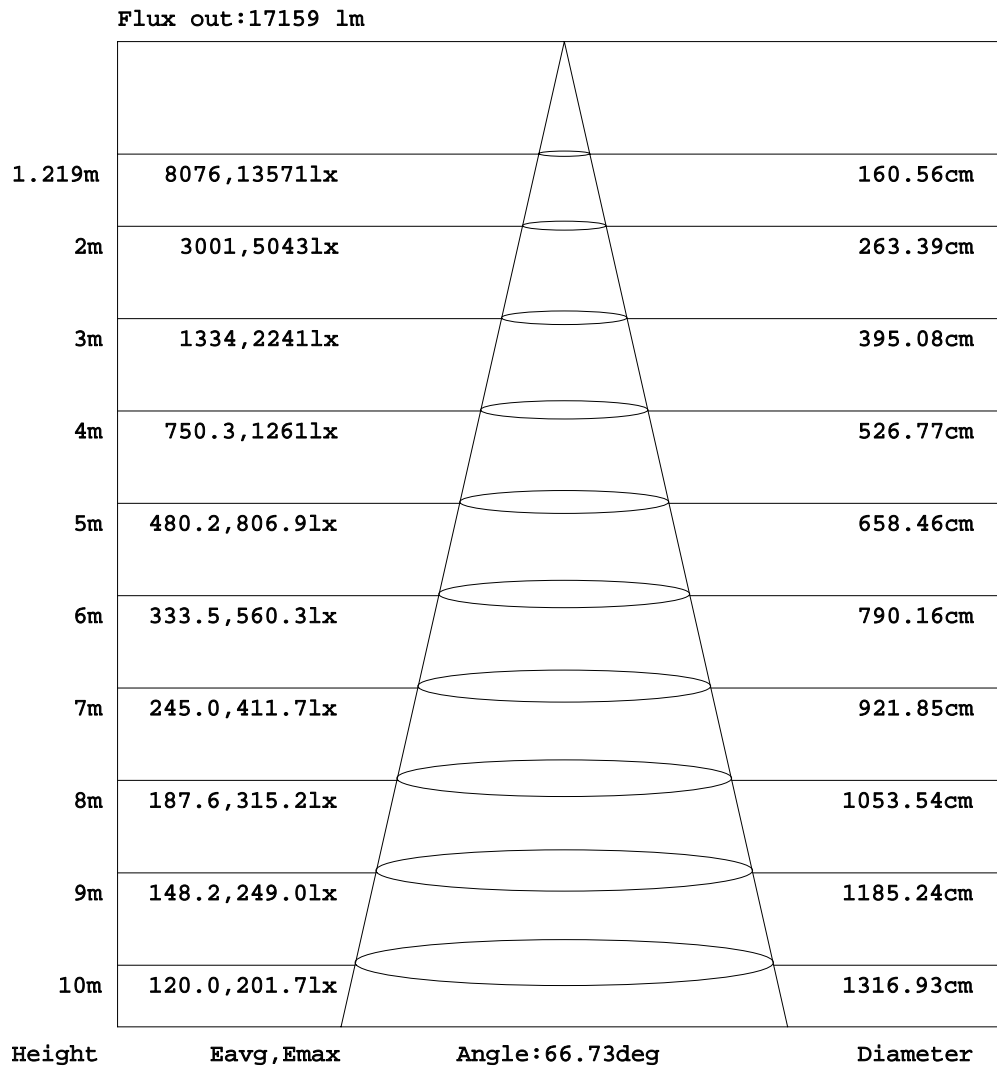 Flux out:17159 lm
1.219m 8076,13571lx 160.56cm
2m 3001,5043lx 263.39cm
3m 1334,2241lx 395.08cm
4m 750.3,1261lx 526.77cm
5m 480.2,806.9lx 658.46cm
6m 333.5,560.3lx 790.16cm
7m 245.0,411.7lx 921.85cm
8m 187.6,315.2lx 1053.54cm
9m 148.2,249.0lx 1185.24cm
10m 120.0,201.7lx 1316.93cm
Height Eavg,Emax Angle:66.73deg Diameter